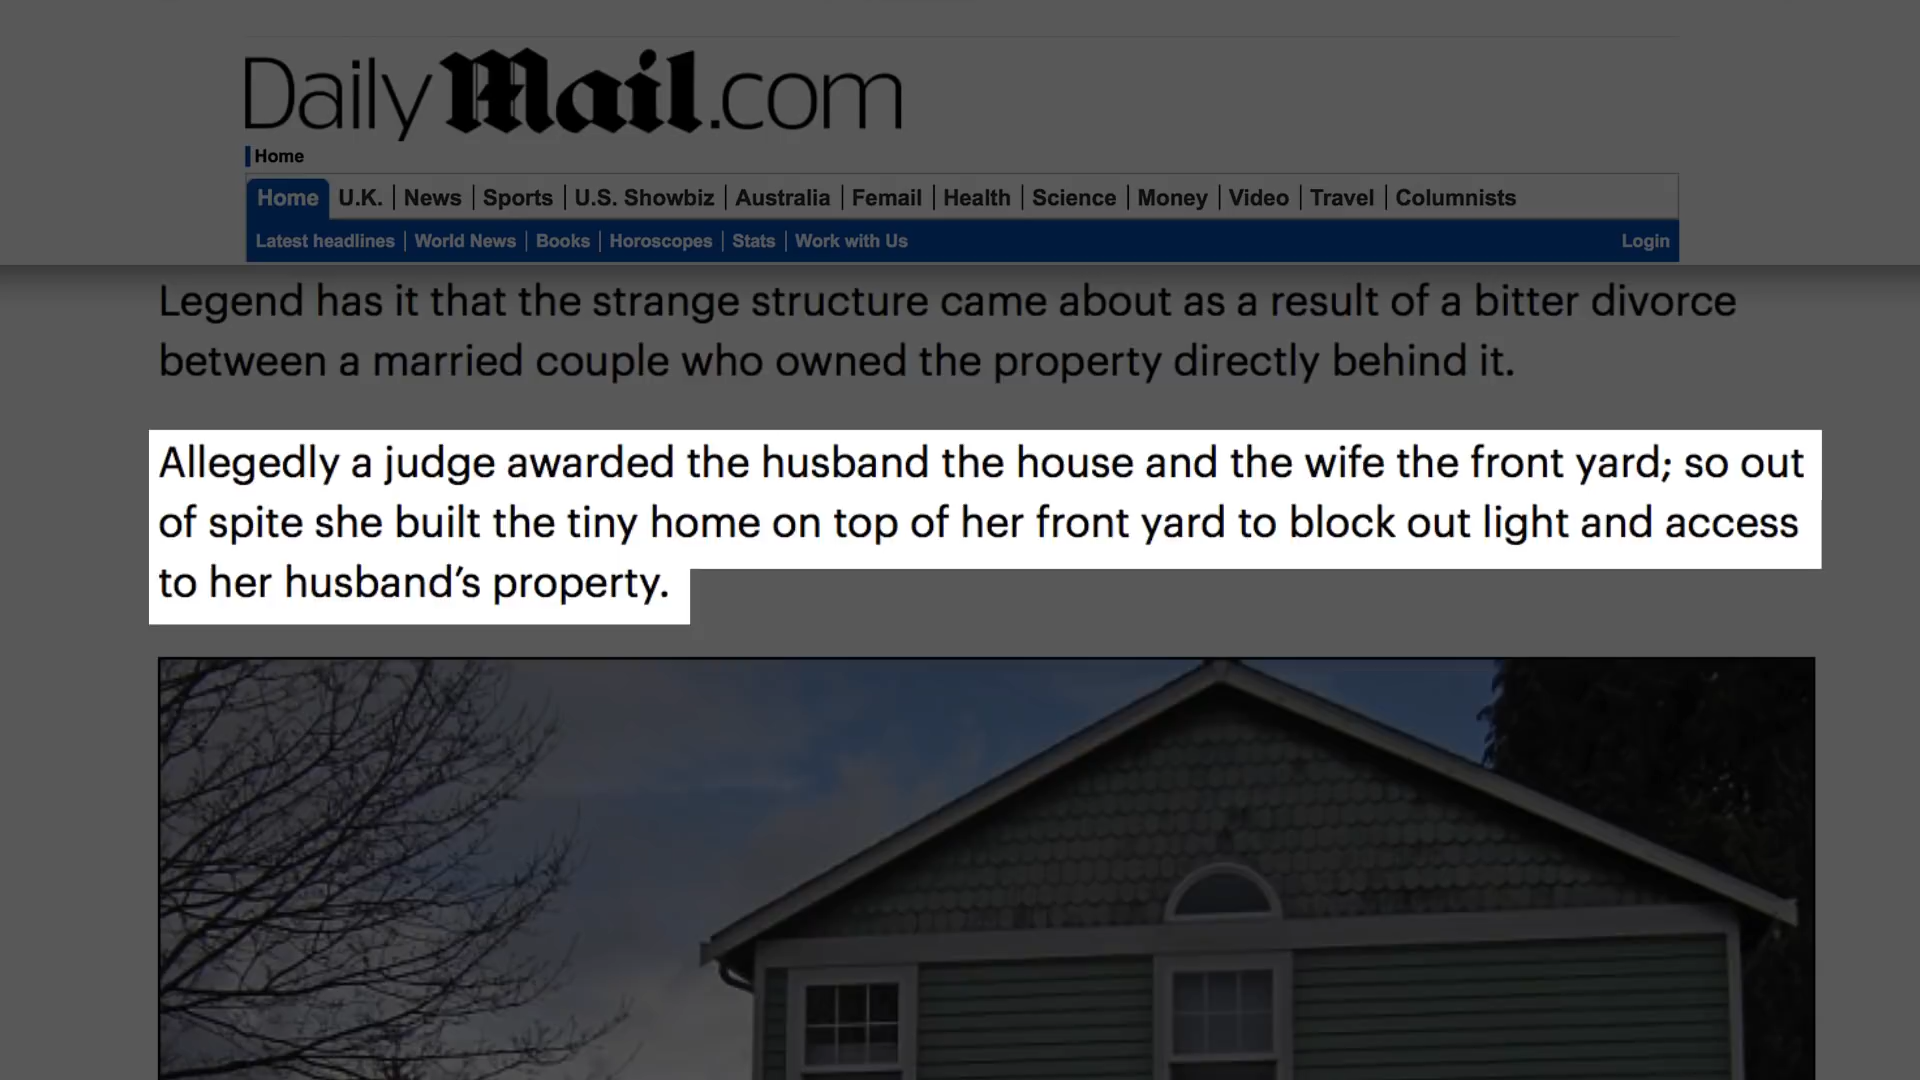 DailyMail.com
Home
Home U.K. News Sports U.S. Showbiz Australia Femail Health Science Money Video Travel Columnists
Latest headlines World News Books Horoscopes Stats Work with Us Login
Legend has it that the strange structure came about as a result of a bitter divorce
between a married couple who owned the property directly behind it.
Allegedly a judge awarded the husband the house and the wife the front yard; so out
of spite she built the tiny home on top of her front yard to block out light and access
to her husband’s property.